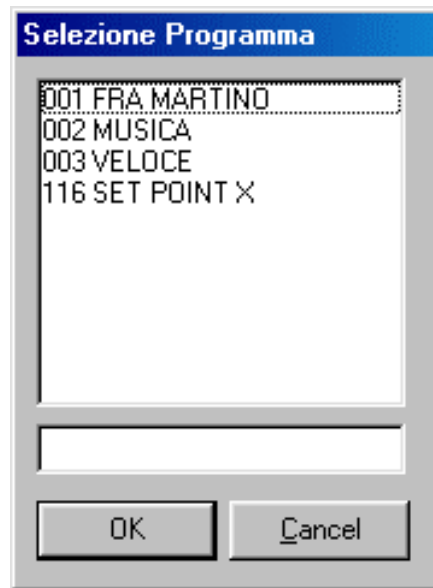 Selezione Programma
001 FRA MARTINO
002 MUSICA
003 VELOCE
116 SET POINT X
OK
Cancel